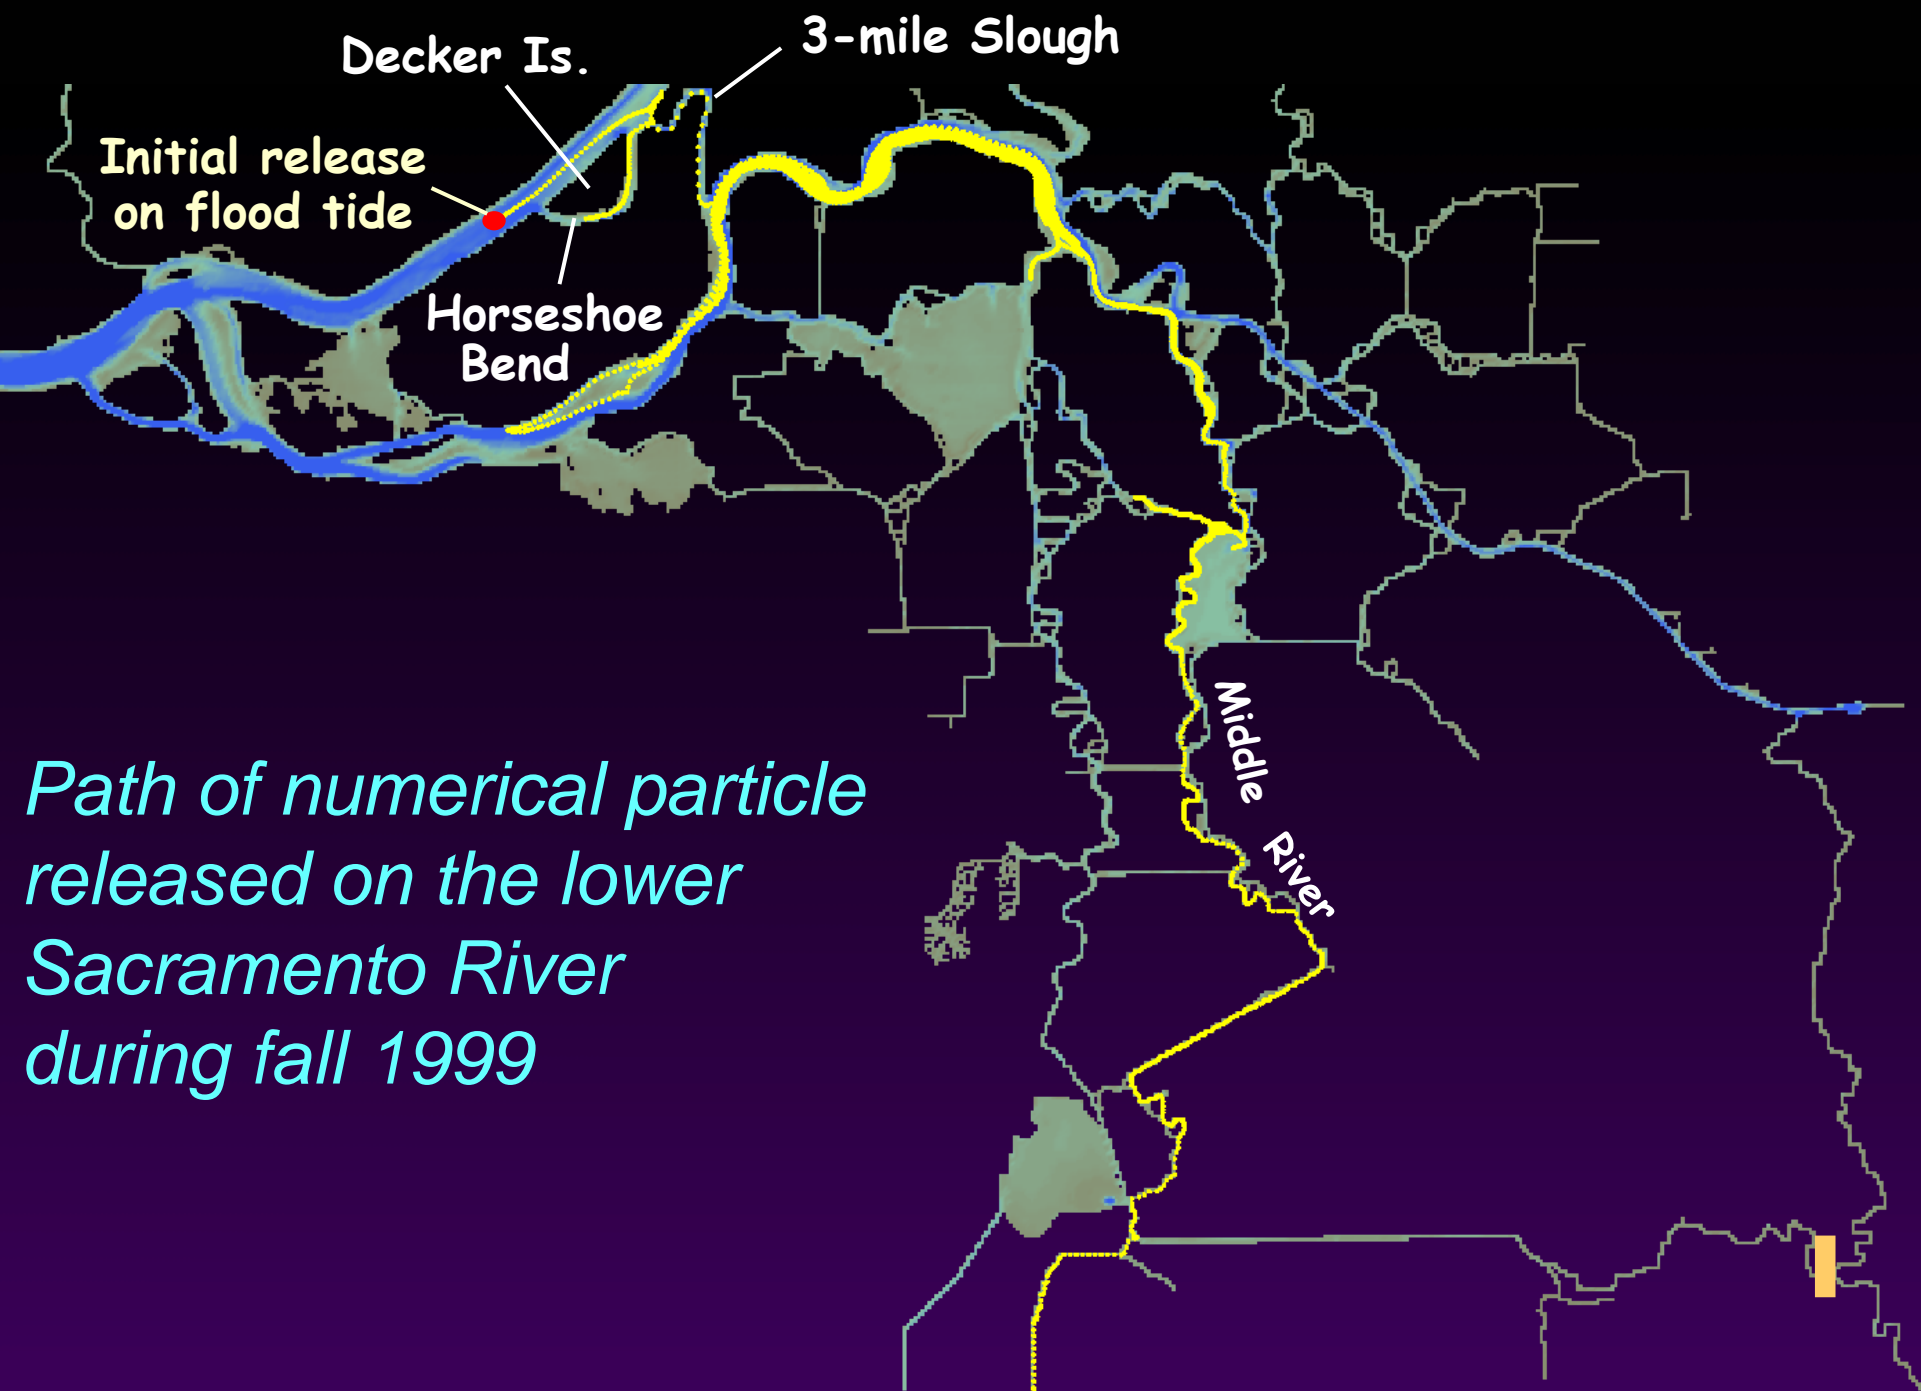 3-mile Slough
Decker Is.
Initial release
on flood tide
Horseshoe
Bend
Middle
River
Path of numerical particle
released on the lower
Sacramento River
during fall 1999